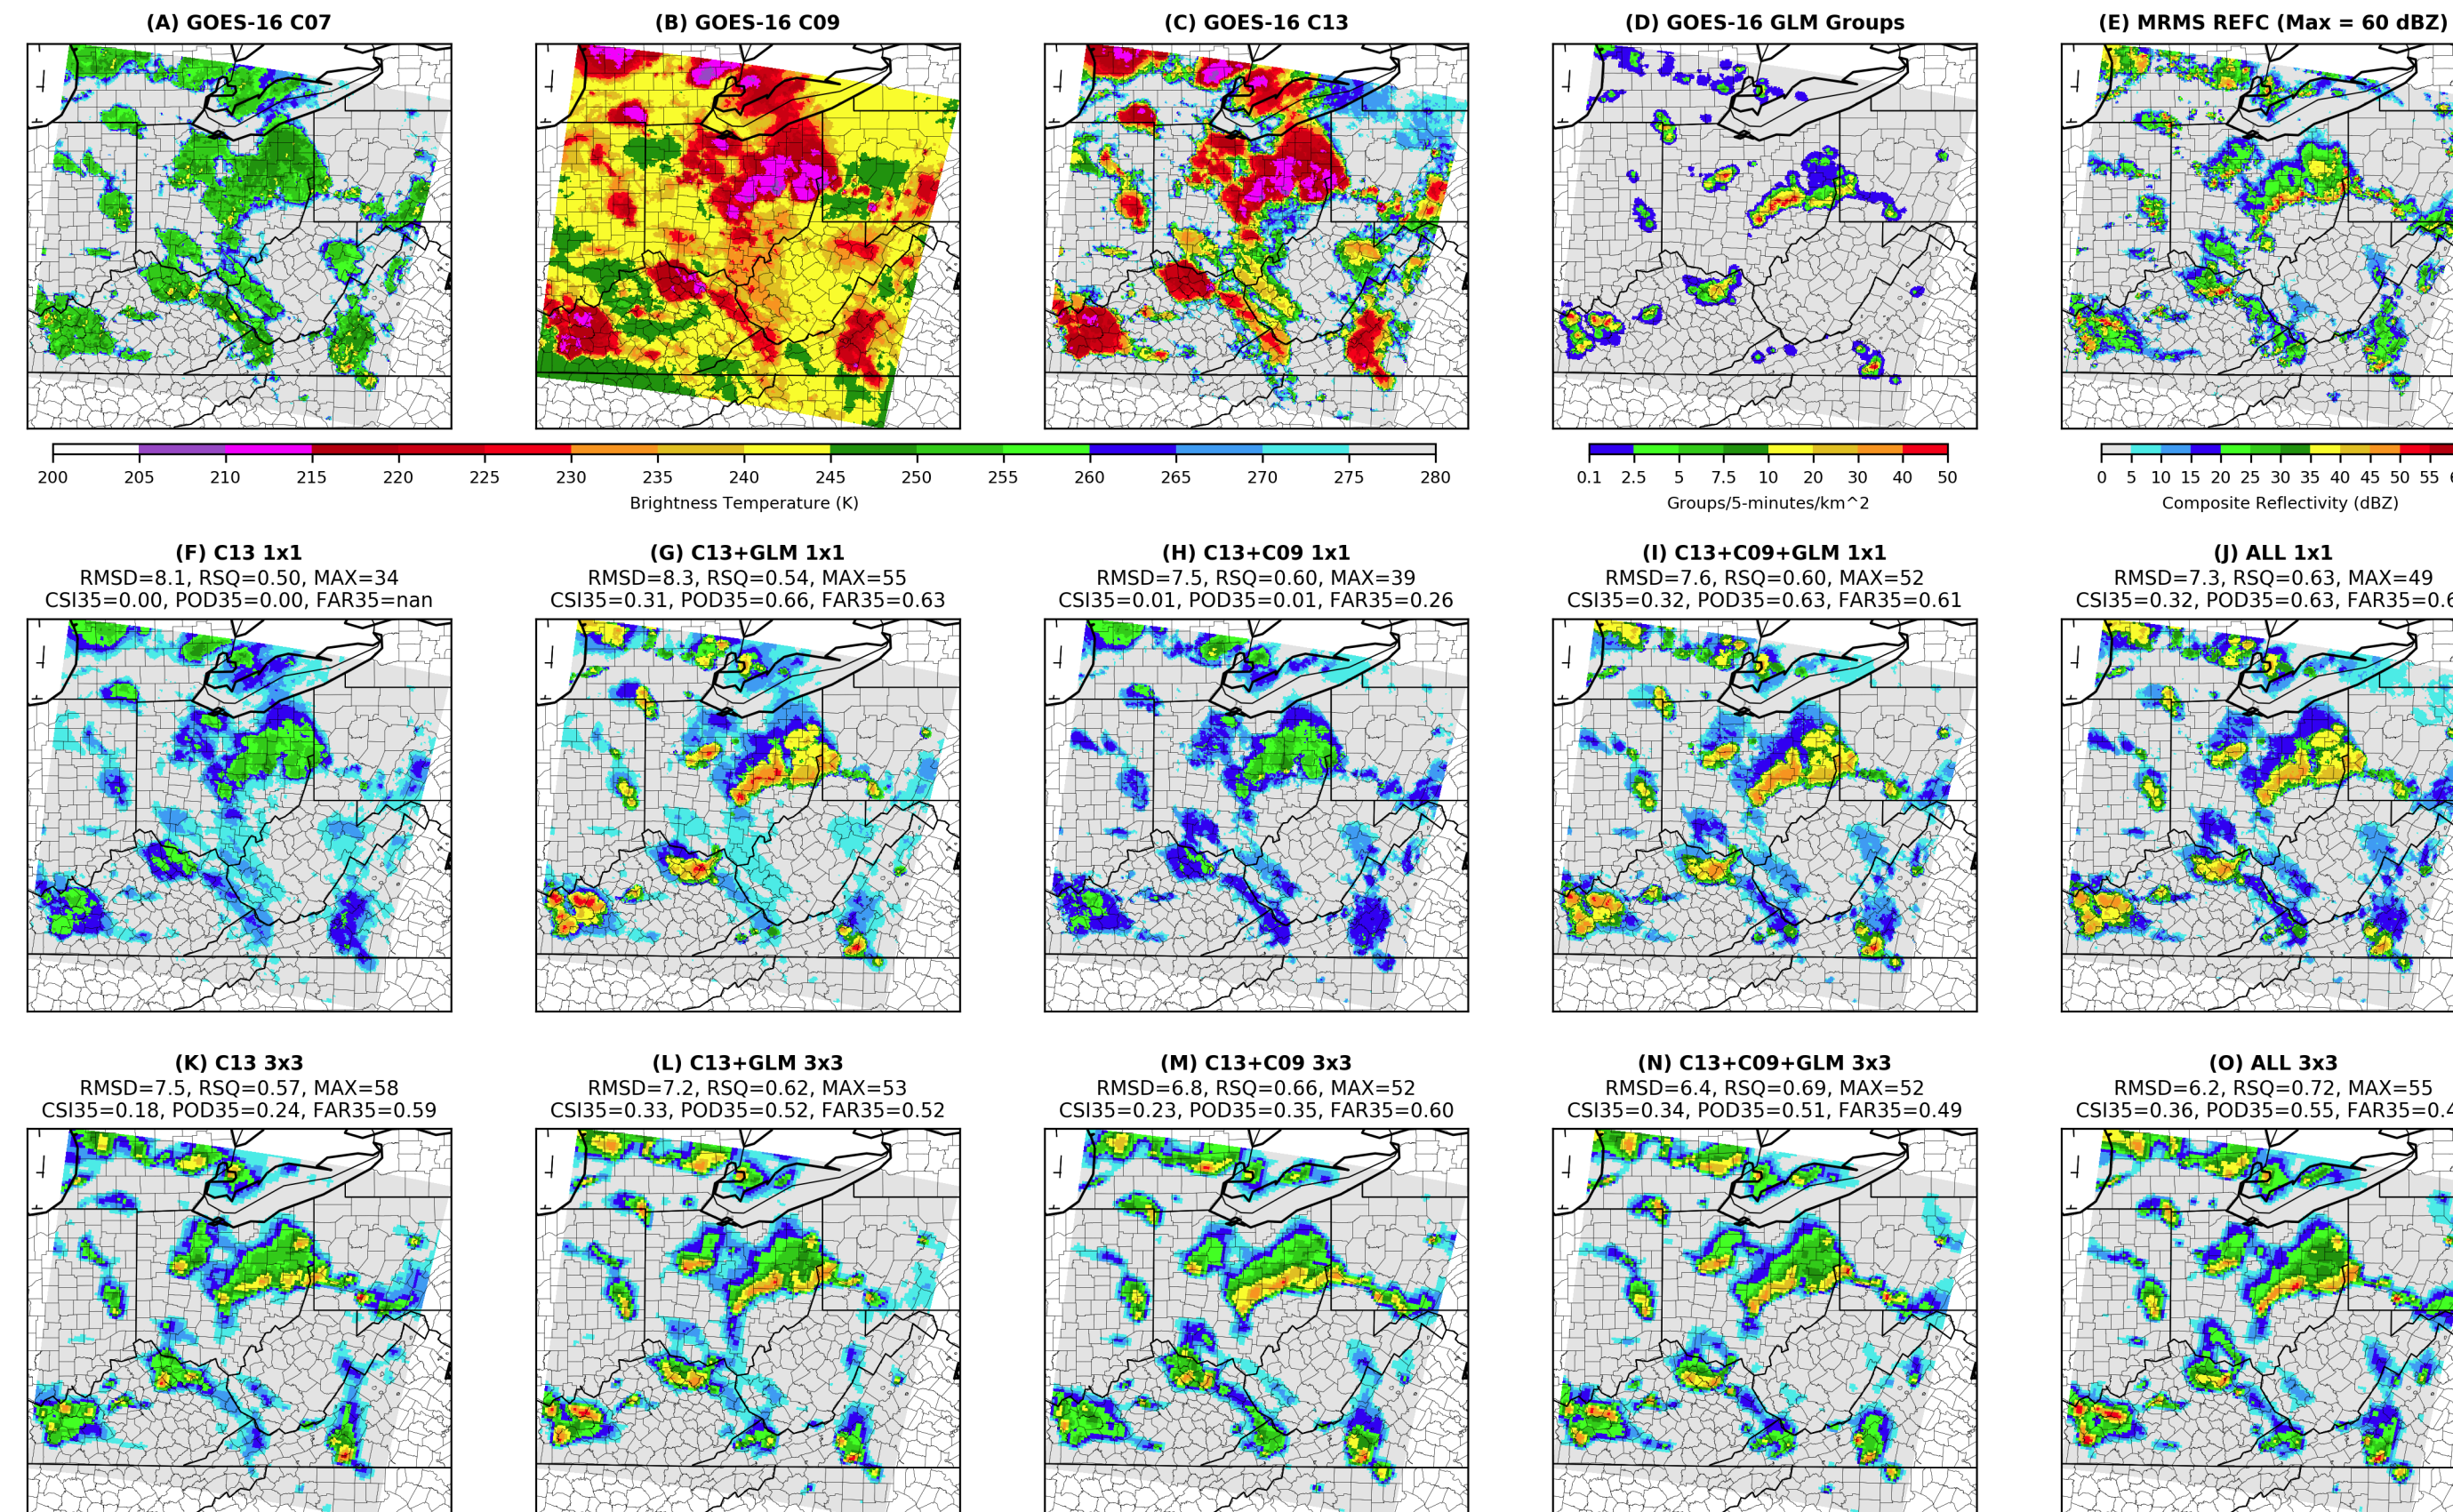 (A) GOES-16 C07
(B) GOES-16 C09
(C) GOES-16 C13
(D) GOES-16 GLM Groups
(E) MRMS REFC (Max = 60 dBZ)
200 205 210 215 220 225 230 235 240 245 250 255 260 265 270 275 280
Brightness Temperature (K)
0.1 2.5 5 7.5 10 20 30 40 50
Groups/5-minutes/km^2
0 5 10 15 20 25 30 35 40 45 50 55
Composite Reflectivity (dBZ)
(F) C13 1x1
RMSD=8.1, RSQ=0.50, MAX=34
CSI35=0.00, POD35=0.00, FAR35=nan
(G) C13+GLM 1x1
RMSD=8.3, RSQ=0.54, MAX=55
CSI35=0.31, POD35=0.66, FAR35=0.63
(H) C13+C09 1x1
RMSD=7.5, RSQ=0.60, MAX=39
CSI35=0.01, POD35=0.01, FAR35=0.26
(I) C13+C09+GLM 1x1
RMSD=7.6, RSQ=0.60, MAX=52
CSI35=0.32, POD35=0.63, FAR35=0.61
(J) ALL 1x1
RMSD=7.3, RSQ=0.63, MAX=49
CSI35=0.32, POD35=0.63, FAR35=0.6
(K) C13 3x3
RMSD=7.5, RSQ=0.57, MAX=58
CSI35=0.18, POD35=0.24, FAR35=0.59
(L) C13+GLM 3x3
RMSD=7.2, RSQ=0.62, MAX=53
CSI35=0.33, POD35=0.52, FAR35=0.52
(M) C13+C09 3x3
RMSD=6.8, RSQ=0.66, MAX=52
CSI35=0.23, POD35=0.35, FAR35=0.60
(N) C13+C09+GLM 3x3
RMSD=6.4, RSQ=0.69, MAX=52
CSI35=0.34, POD35=0.51, FAR35=0.49
(O) ALL 3x3
RMSD=6.2, RSQ=0.72, MAX=55
CSI35=0.36, POD35=0.55, FAR35=0.4